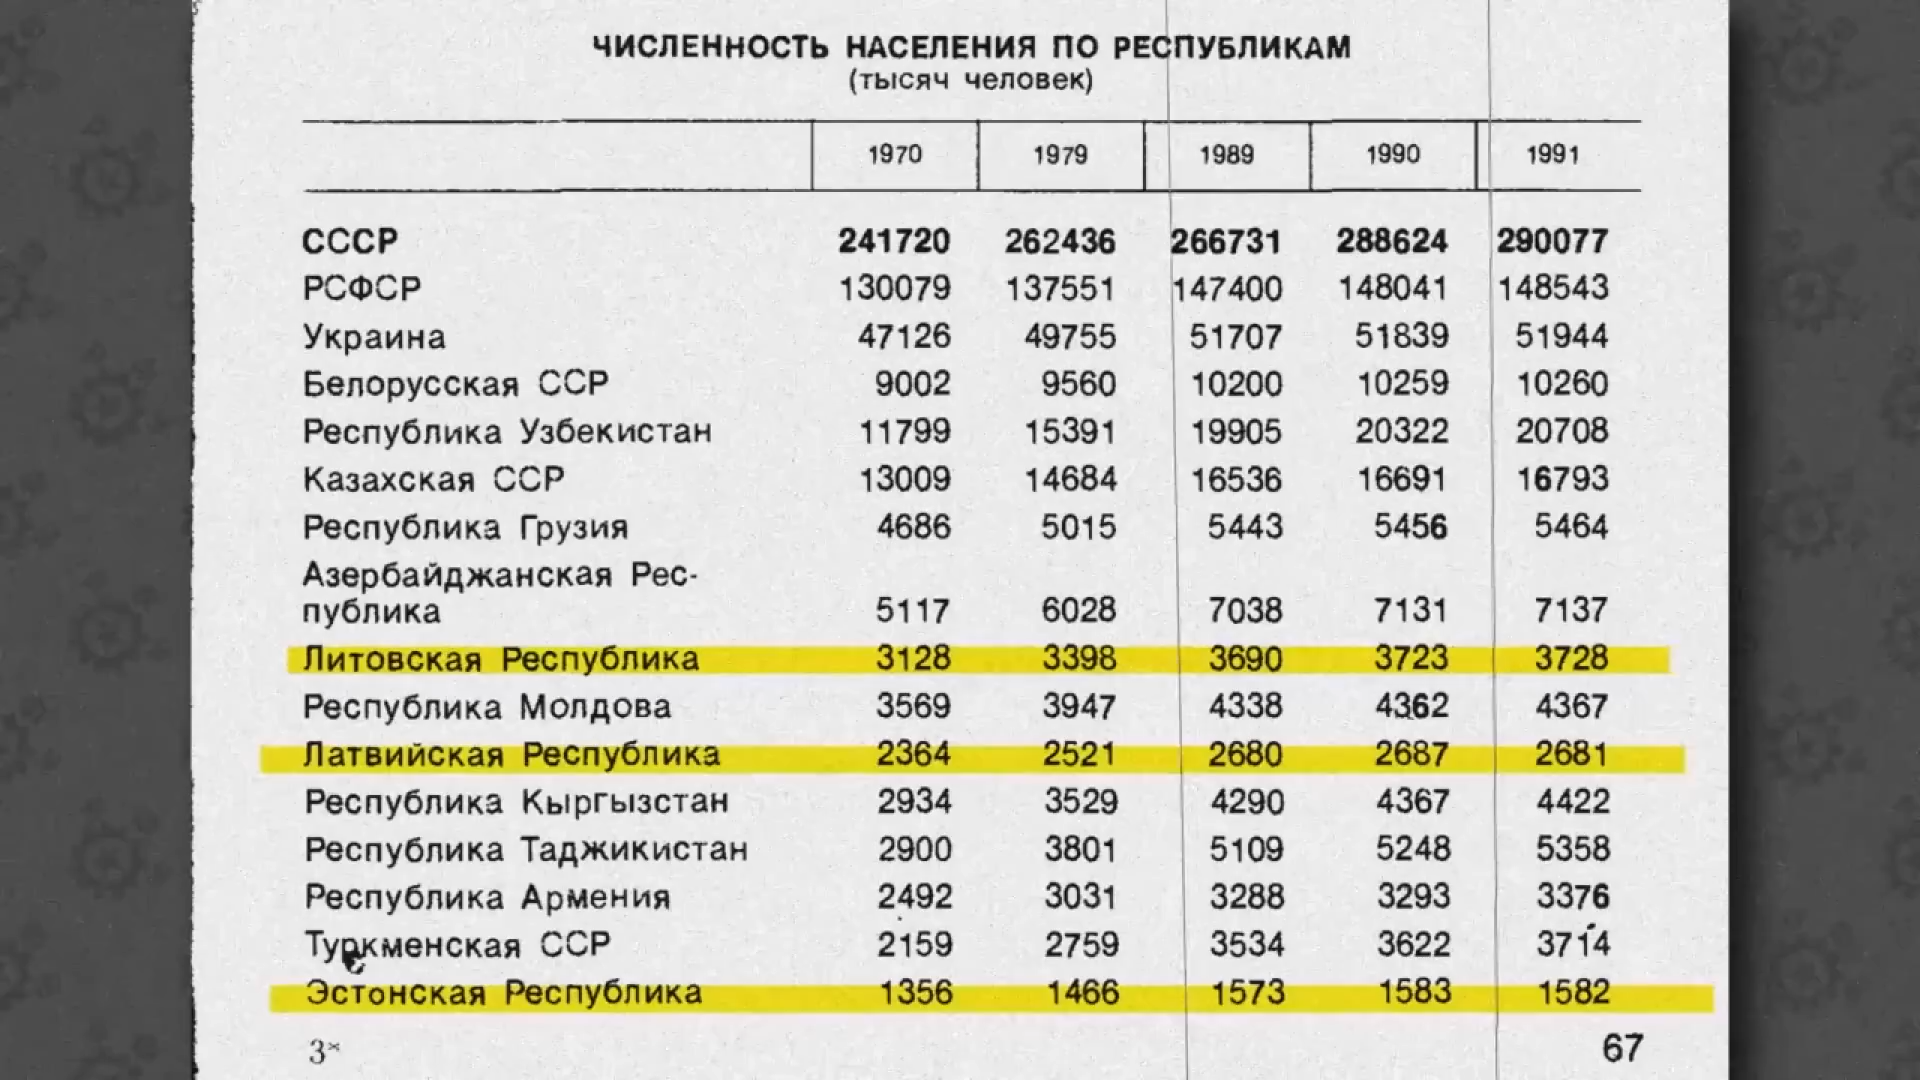 ЧИСЛЕННОСТЬ НАСЕЛЕНИЯ ПО РЕСПУБЛИКАМ
(тысяч человек)
1970 1979 1989 1990 1991
СССР 241720 262436 266731 288624 290077
РСФСР 130079 137551 147400 148041 148543
Украина 47126 49755 51707 51839 51944
Белорусская ССР 9002 9560 10200 10259 10260
Республика Узбекистан 11799 15391 19905 20322 20708
Казахская ССР 13009 14684 16536 16691 16793
Республика Грузия 4686 5015 5443 5456 5464
Азербайджанская Рес-
публика 5117 6028 7038 7131 7137
Литовская Республика 3128 3398 3690 3723 3728
Республика Молдова 3569 3947 4338 4362 4367
Латвийская Республика 2364 2521 2680 2687 2681
Республика Кыргызстан 2934 3529 4290 4367 4422
Республика Таджикистан 2900 3801 5109 5248 5358
Республика Армения 2492 3031 3288 3293 3376
Туркменская ССР 2159 2759 3534 3622 3714
Эстонская Республика 1356 1466 1573 1583 1582
3* 67